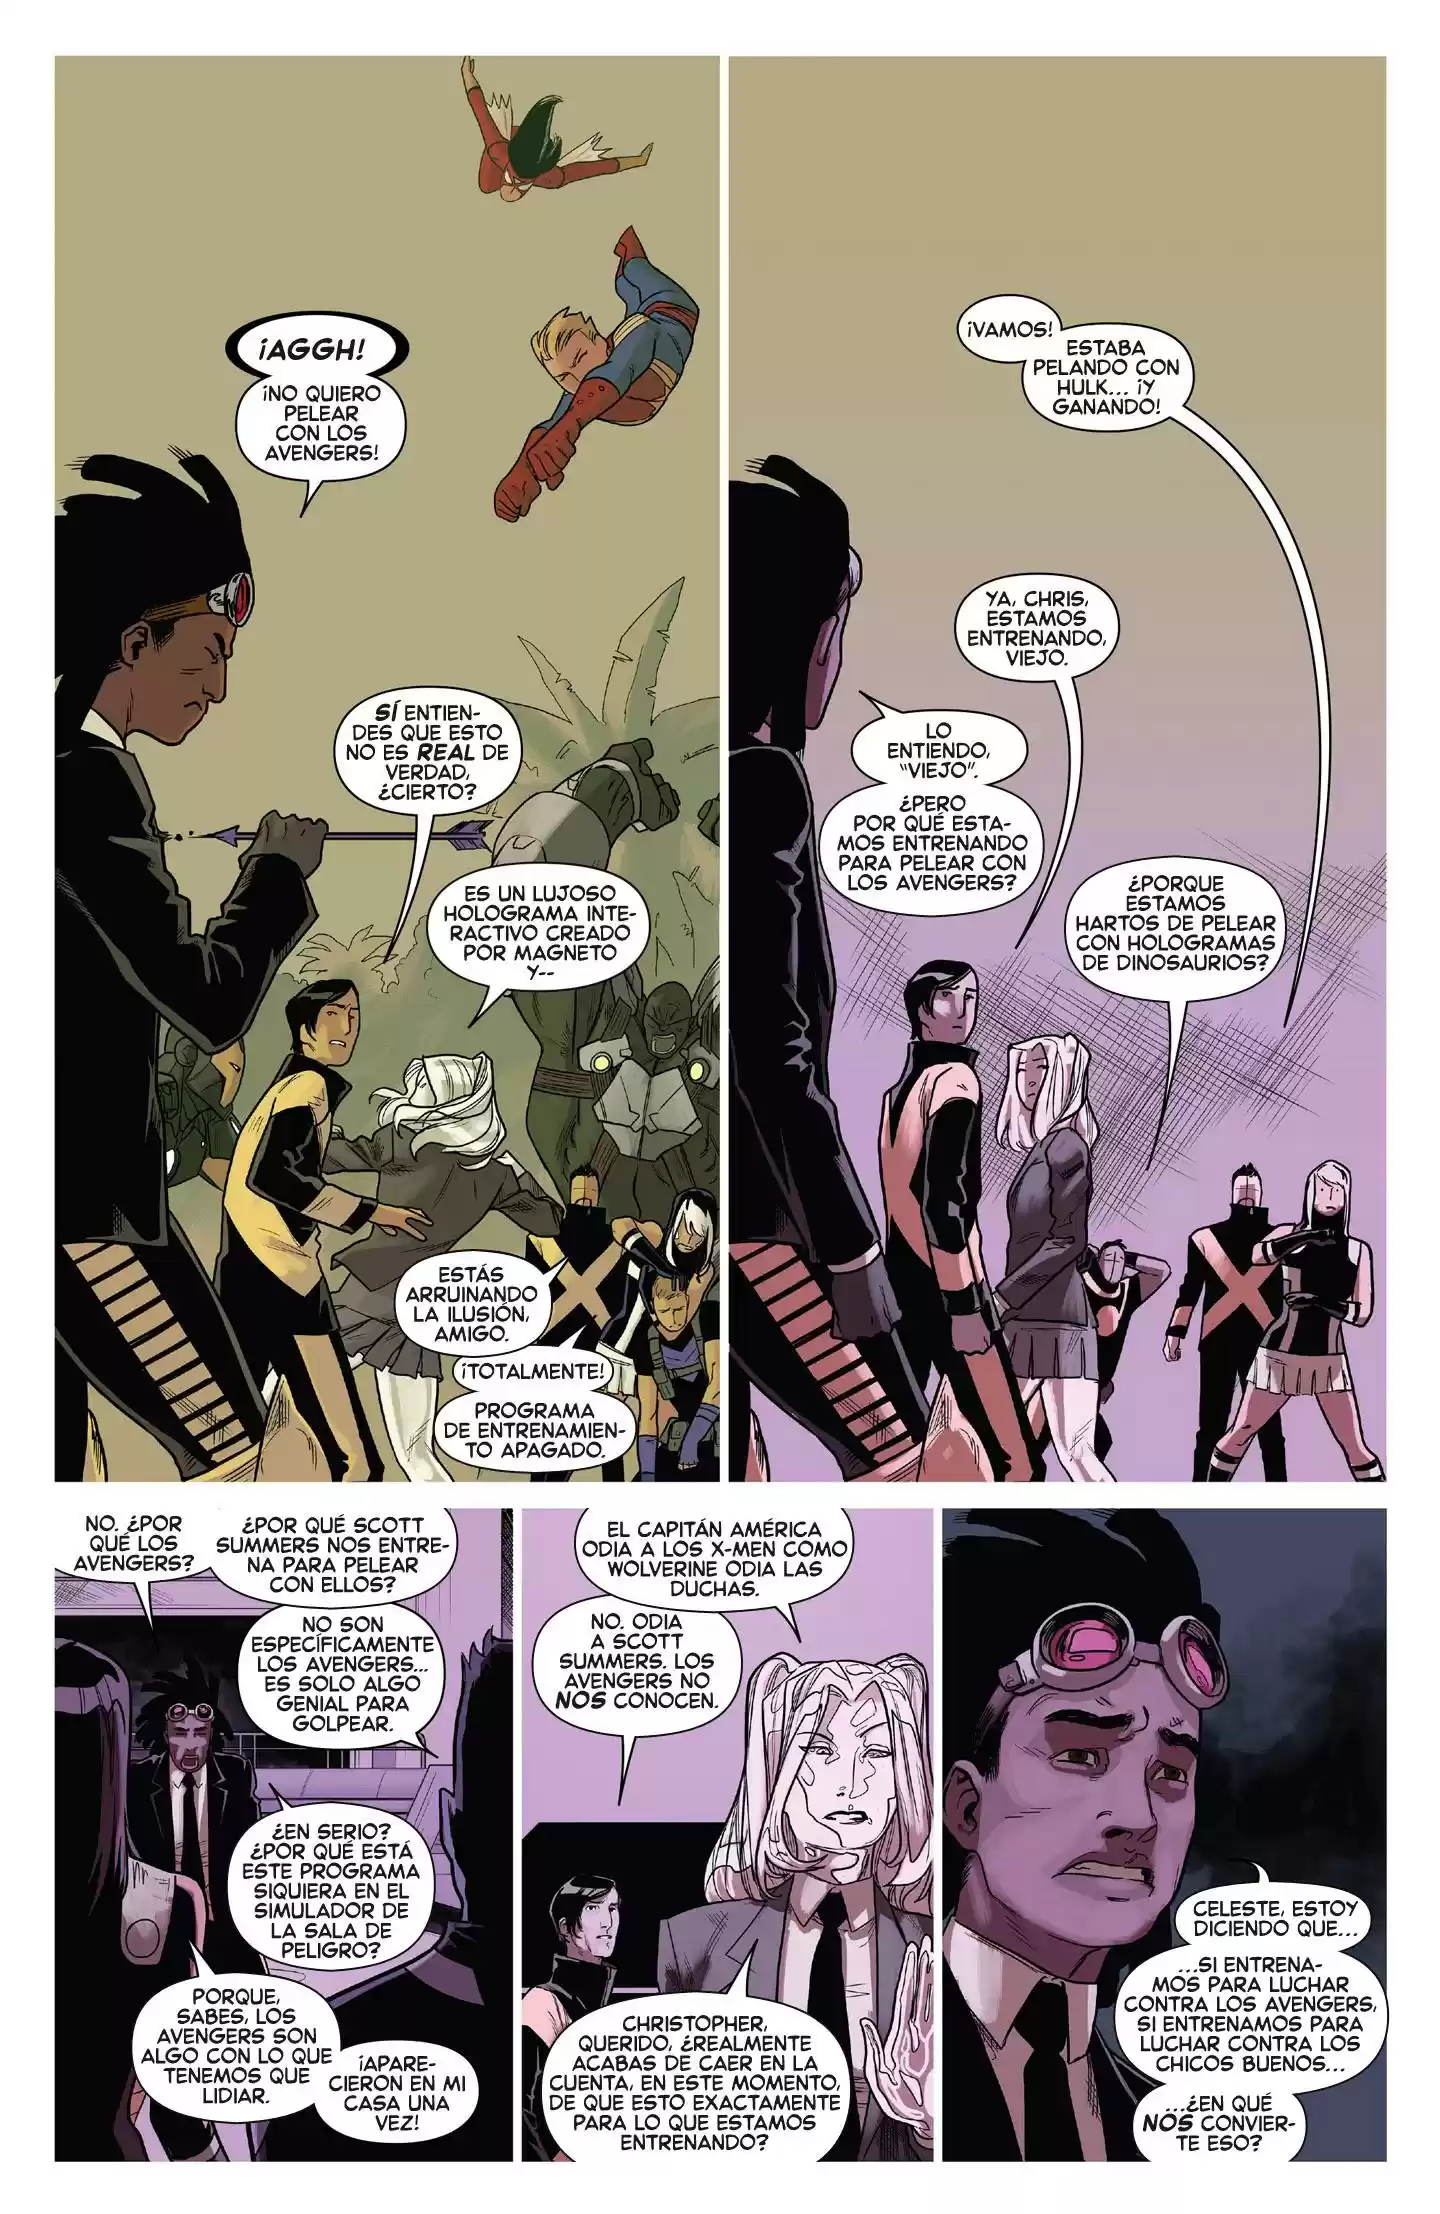 ¡AGGH!
¡NO QUIERO
PELEAR
CON LOS
AVENGERS!
SÍ ENTIEN-
DES QUE ESTO
NO ES REAL DE
VERDAD,
¿CIERTO?
ES UN LUJOSO
HOLOGRAMA INTE-
RACTIVO CREADO
POR MAGNETO
Y--
ESTÁS
ARRUINANDO
LA ILUSIÓN,
AMIGO.
¡TOTALMENTE!
PROGRAMA
DE ENTRENAMIEN-
TO APAGADO.
¡VAMOS!
ESTABA
PELANDO CON
HULK... ¡Y
GANANDO!
YA, CHRIS,
ESTAMOS
ENTRENANDO,
VIEJO.
LO
ENTIENDO,
“VIEJO”.
¿PERO
POR QUÉ ESTA-
MOS ENTRENANDO
PARA PELEAR CON
LOS AVENGERS?
¿PORQUE
ESTAMOS
HARTOS DE PELEAR
CON HOLOGRAMAS
DE DINOSAURIOS?
NO. ¿POR
QUÉ LOS
AVENGERS?
¿POR QUÉ SCOTT
SUMMERS NOS ENTRE-
NA PARA PELEAR
CON ELLOS?
NO SON
ESPECÍFICAMENTE
LOS AVENGERS...
ES SOLO ALGO
GENIAL PARA
GOLPEAR.
¿EN SERIO?
¿POR QUÉ ESTÁ
ESTE PROGRAMA
SIQUIERA EN EL
SIMULADOR DE
LA SALA DE
PELIGRO?
PORQUE,
SABES, LOS
AVENGERS SON
ALGO CON LO QUE
TENEMOS QUE
LIDIAR.
¡APARE-
CIERON EN MI
CASA UNA
VEZ!
EL CAPITÁN AMÉRICA
ODIA A LOS X-MEN COMO
WOLVERINE ODIA LAS
DUCHAS.
NO. ODIA
A SCOTT
SUMMERS. LOS
AVENGERS NO
NOS CONOCEN.
CHRISTOPHER,
QUERIDO, ¿REALMENTE
ACABAS DE CAER EN LA
CUENTA, EN ESTE MOMENTO,
DE QUE ESTO EXACTAMENTE
PARA LO QUE ESTAMOS
ENTRENANDO?
CELESTE, ESTOY
DICIENDO QUE...
...SI ENTRENA-
MOS PARA LUCHAR
CONTRA LOS AVENGERS,
SI ENTRENAMOS PARA
LUCHAR CONTRA LOS
CHICOS BUENOS...
...¿EN QUÉ
NOS CONVIER-
TE ESO?